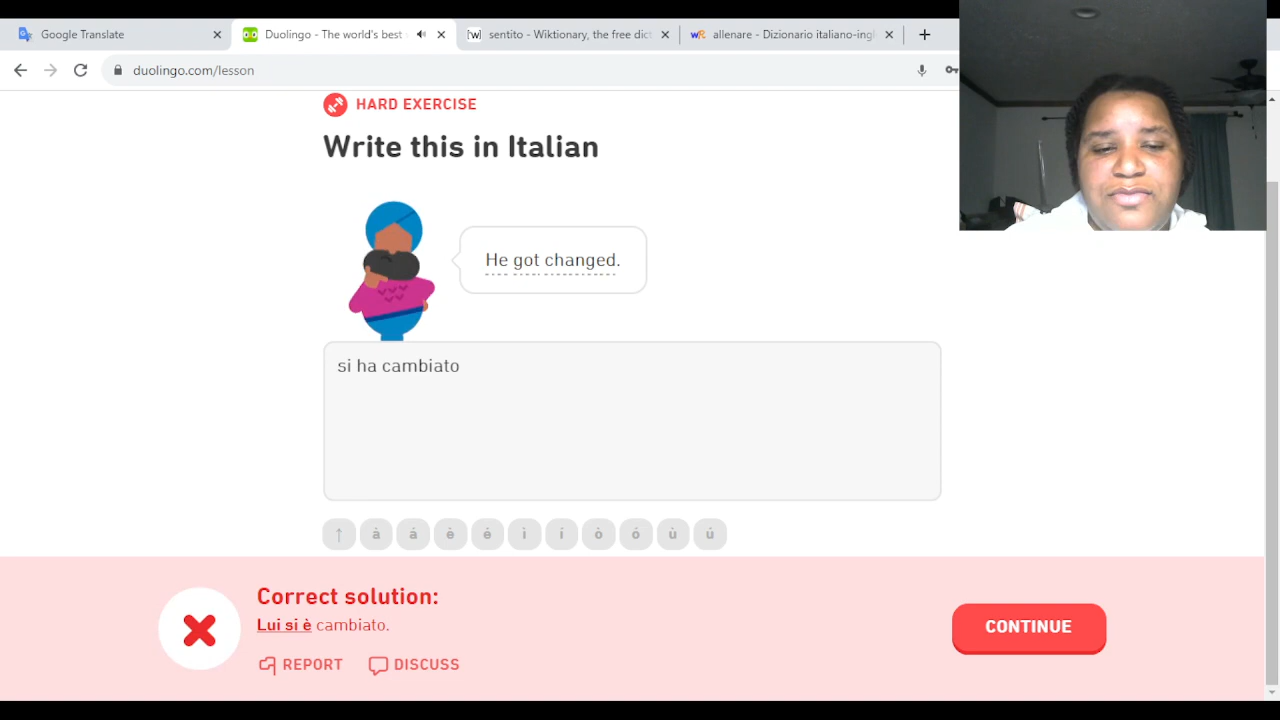 Google Translate
Duolingo - The world's best
sentito - Wiktionary, the free dict
allenare - Dizionario italiano-ingl
duolingo.com/lesson
HARD EXERCISE
Write this in Italian
He got changed.
si ha cambiato
↑ à á è é ì í ò ó ù ú
Correct solution:
Lui si è cambiato.
CONTINUE
REPORT DISCUSS